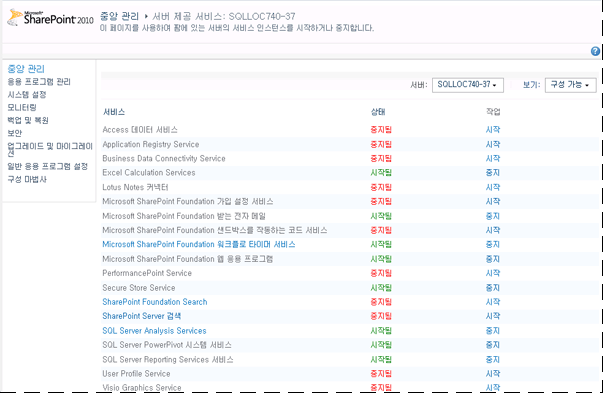 Microsoft
SharePoint 2010
중앙 관리 ▸ 서버 제공 서비스: SQLLOC740-37
이 페이지를 사용하여 팜에 있는 서버의 서비스 인스턴스를 시작하거나 중지합니다.
중앙 관리
응용 프로그램 관리
시스템 설정
모니터링
백업 및 복원
보안
업그레이드 및 마이그레이
션
일반 응용 프로그램 설정
구성 마법사
서버: SQLLOC740-37 보기: 구성 가능
서비스 상태 작업
Access 데이터 서비스 중지됨 시작
Application Registry Service 중지됨 시작
Business Data Connectivity Service 중지됨 시작
Excel Calculation Services 시작됨 중지
Lotus Notes 커넥터 중지됨 시작
Microsoft SharePoint Foundation 가입 설정 서비스 중지됨 시작
Microsoft SharePoint Foundation 받는 전자 메일 시작됨 중지
Microsoft SharePoint Foundation 샌드박스를 작동하는 코드 서비스 중지됨 시작
Microsoft SharePoint Foundation 워크플로 타이머 서비스 시작됨 중지
Microsoft SharePoint Foundation 웹 응용 프로그램 시작됨 중지
PerformancePoint Service 중지됨 시작
Secure Store Service 시작됨 중지
SharePoint Foundation Search 중지됨 시작
SharePoint Server 검색 중지됨 시작
SQL Server Analysis Services 시작됨 중지
SQL Server PowerPivot 시스템 서비스 시작됨 중지
SQL Server Reporting Services 서비스 시작됨 중지
User Profile Service 중지됨 시작
Visio Graphics Service 중지됨 시작